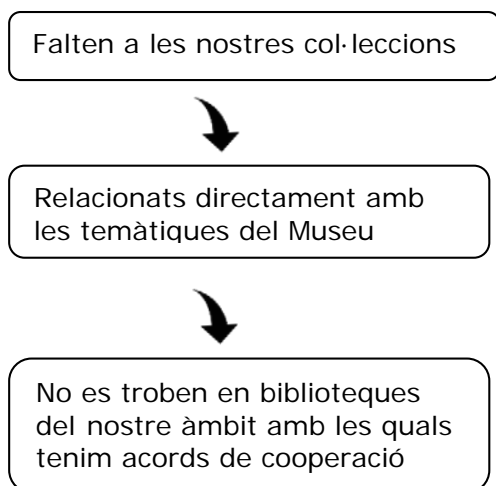 Falten a les nostres col·leccions
Relacionats directament amb
les temàtiques del Museu
No es troben en biblioteques
del nostre àmbit amb les quals
tenim acords de cooperació